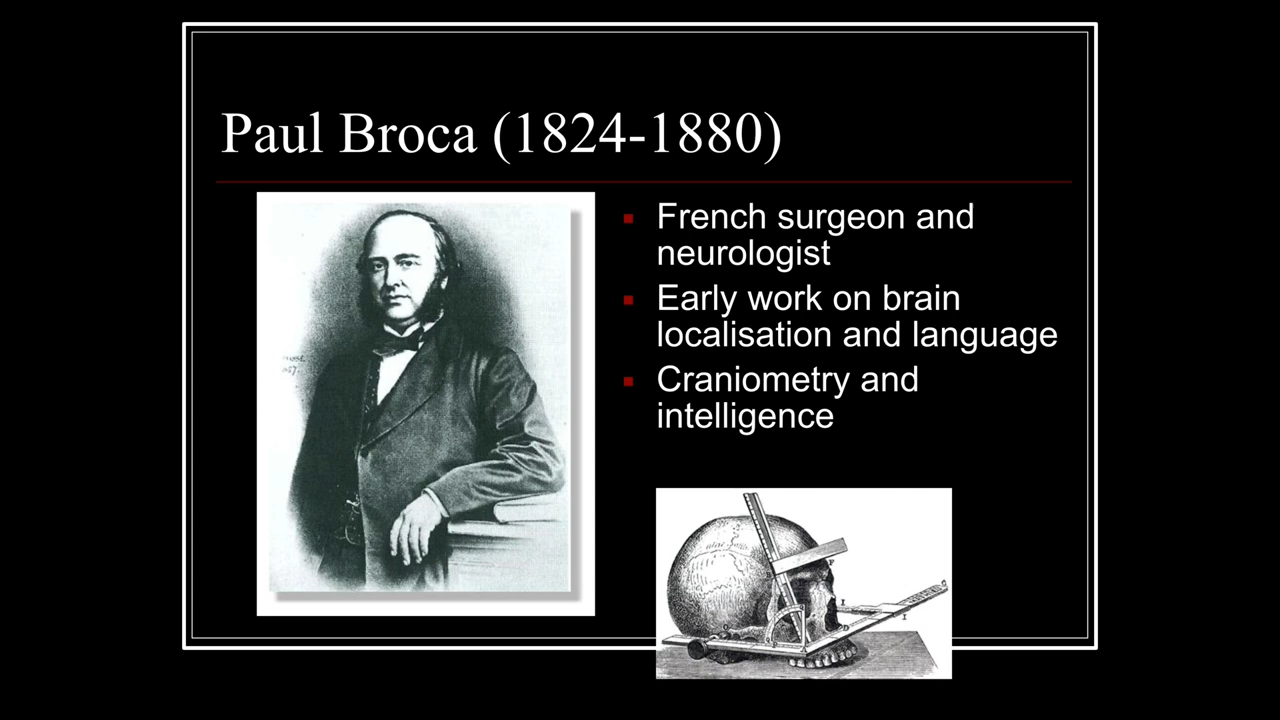 Paul Broca (1824-1880)
French surgeon and
neurologist
Early work on brain
localisation and language
Craniometry and
intelligence